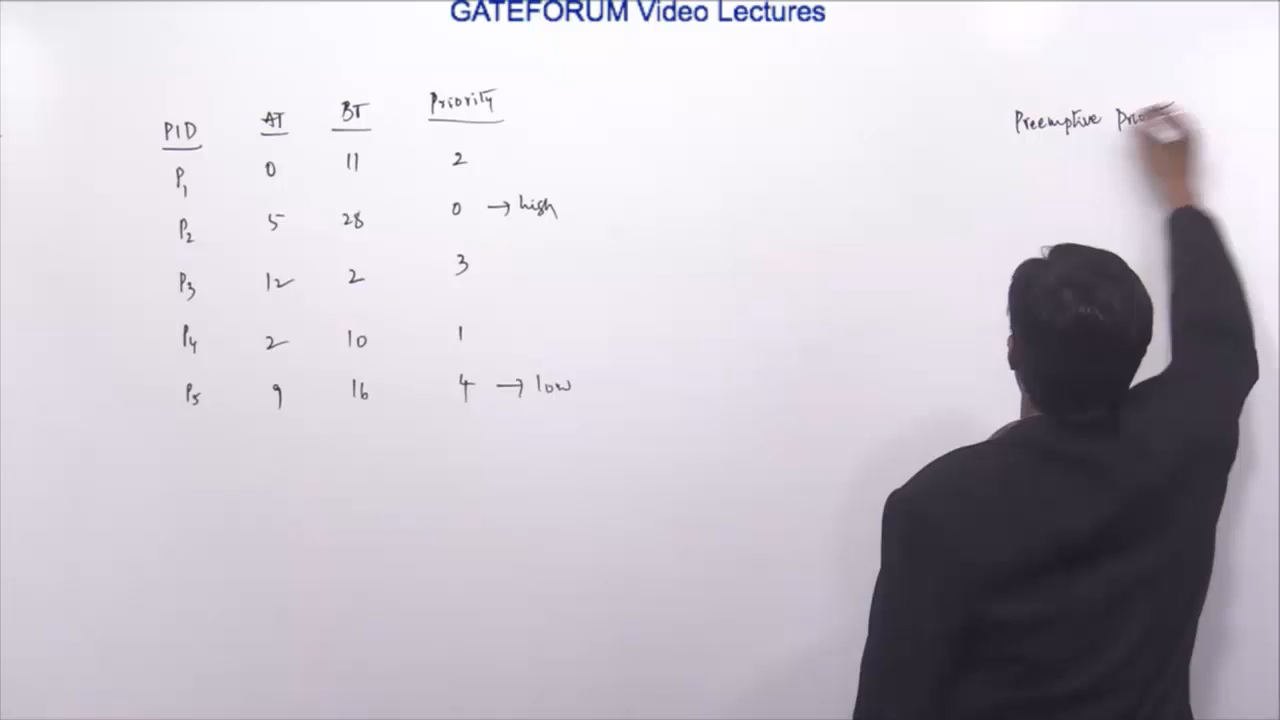 GATEFORUM Video Lectures
PID AT BT Priority
P1 0 11 2
P2 5 28 0 → high
P3 12 2 3
P4 2 10 1
P5 9 16 4 → low
Preemptive